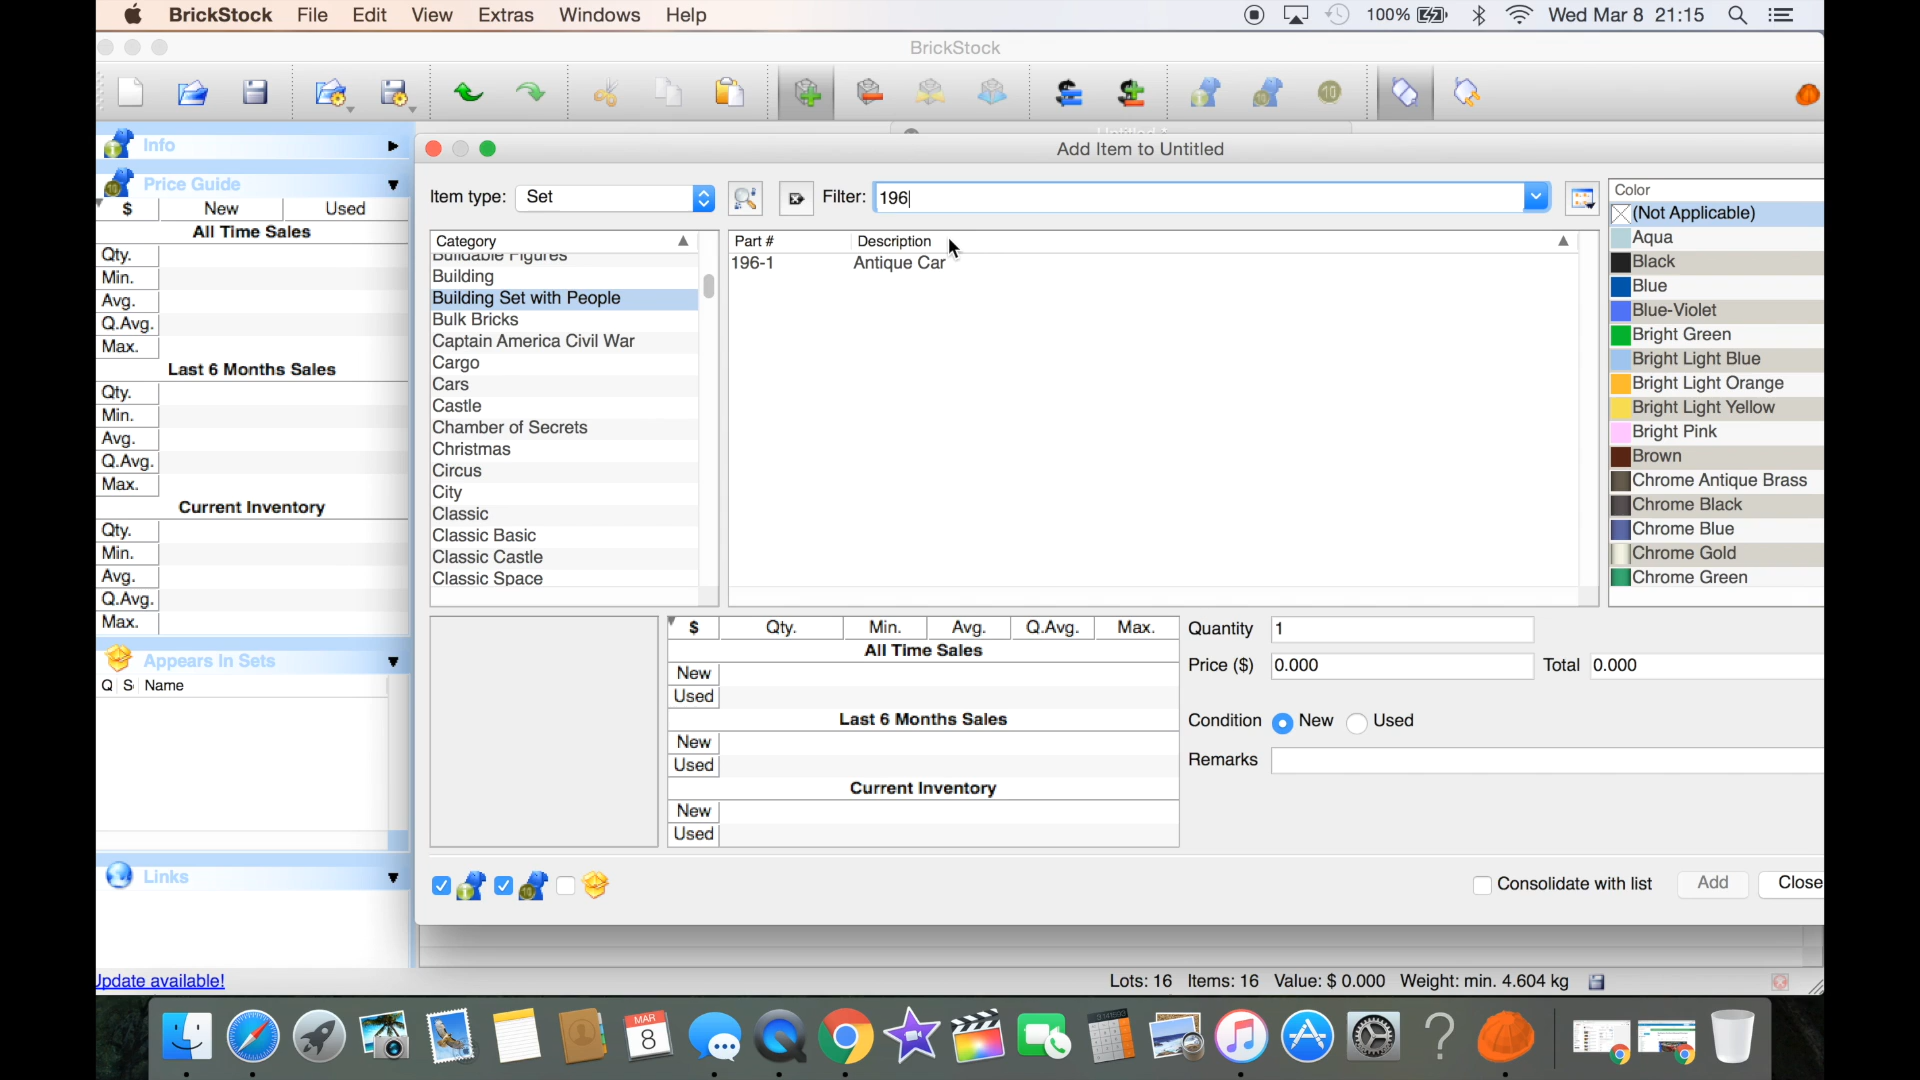 BrickStock File Edit View Extras Windows Help 100% Wed Mar 8 21:15
BrickStock
Info
Add Item to Untitled
Price Guide
$ New Used
All Time Sales
Qty.
Min.
Avg.
Q.Avg.
Max.
Last 6 Months Sales
Qty.
Min.
Avg.
Q.Avg.
Max.
Current Inventory
Qty.
Min.
Avg.
Q.Avg.
Max.
Appears In Sets
Q S Name
Links
Item type: Set Filter: 196
Category
Buildable Figures
Building
Building Set with People
Bulk Bricks
Captain America Civil War
Cargo
Cars
Castle
Chamber of Secrets
Christmas
Circus
City
Classic
Classic Basic
Classic Castle
Classic Space
Part # Description
196-1 Antique Car
Color
(Not Applicable)
Aqua
Black
Blue
Blue-Violet
Bright Green
Bright Light Blue
Bright Light Orange
Bright Light Yellow
Bright Pink
Brown
Chrome Antique Brass
Chrome Black
Chrome Blue
Chrome Gold
Chrome Green
$ Qty. Min. Avg. Q.Avg. Max.
All Time Sales
New
Used
Last 6 Months Sales
New
Used
Current Inventory
New
Used
Quantity 1
Price ($) 0.000 Total 0.000
Condition New Used
Remarks
Consolidate with list Add Close
Update available!
Lots: 16 Items: 16 Value: $ 0.000 Weight: min. 4.604 kg
MAR
8